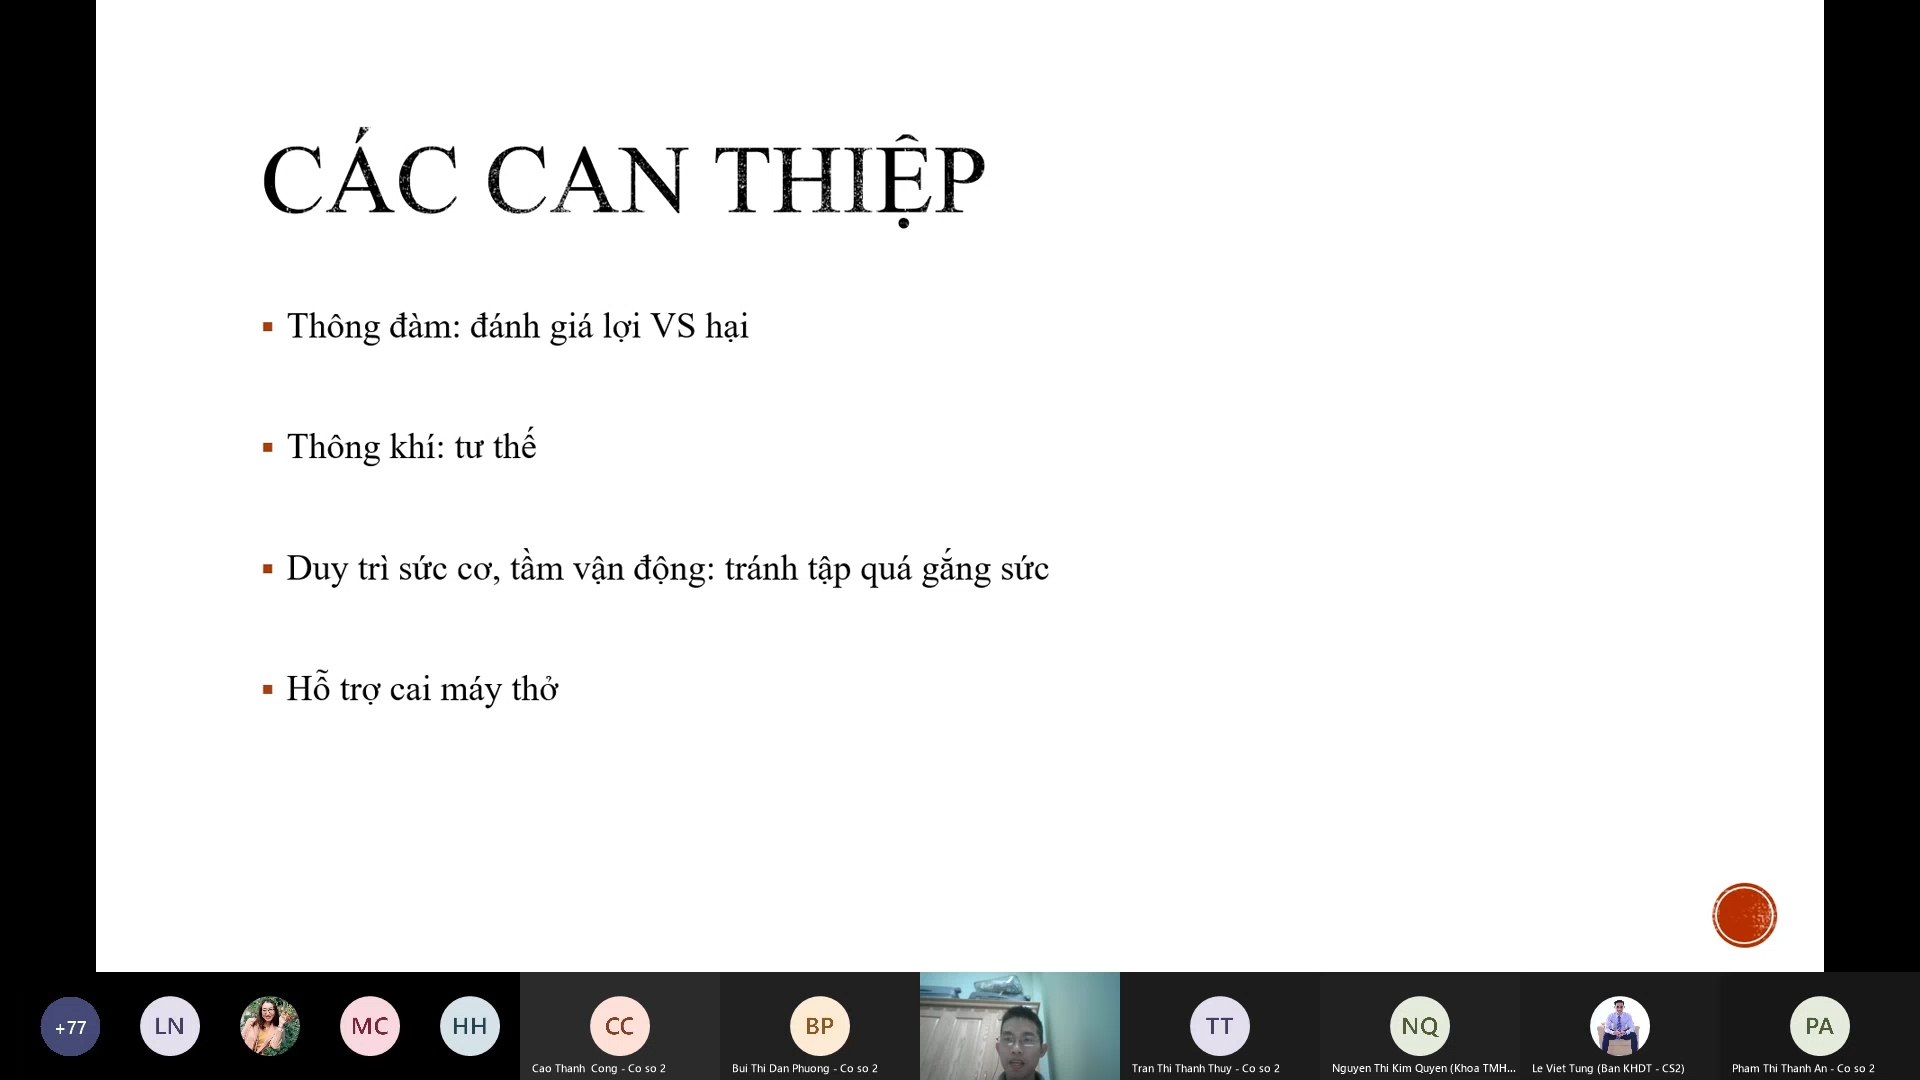 CÁC CAN THIỆP
Thông đàm: đánh giá lợi VS hại
Thông khí: tư thế
Duy trì sức cơ, tầm vận động: tránh tập quá gắng sức
Hỗ trợ cai máy thở
+77
LN
MC
HH
CC
BP
TT
NQ
PA
Cao Thanh Cong - Co so 2
Bui Thi Dan Phuong - Co so 2
Tran Thi Thanh Thuy - Co so 2
Nguyen Thi Kim Quyen (Khoa TMH...
Le Viet Tung (Ban KHDT - CS2)
Pham Thi Thanh An - Co so 2